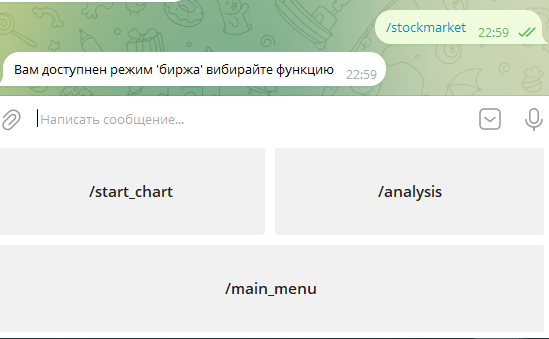 /stockmarket 22:59
Вам доступнен режим 'биржа' вибирайте функцию 22:59
Написать сообщение...
/start_chart /analysis
/main_menu